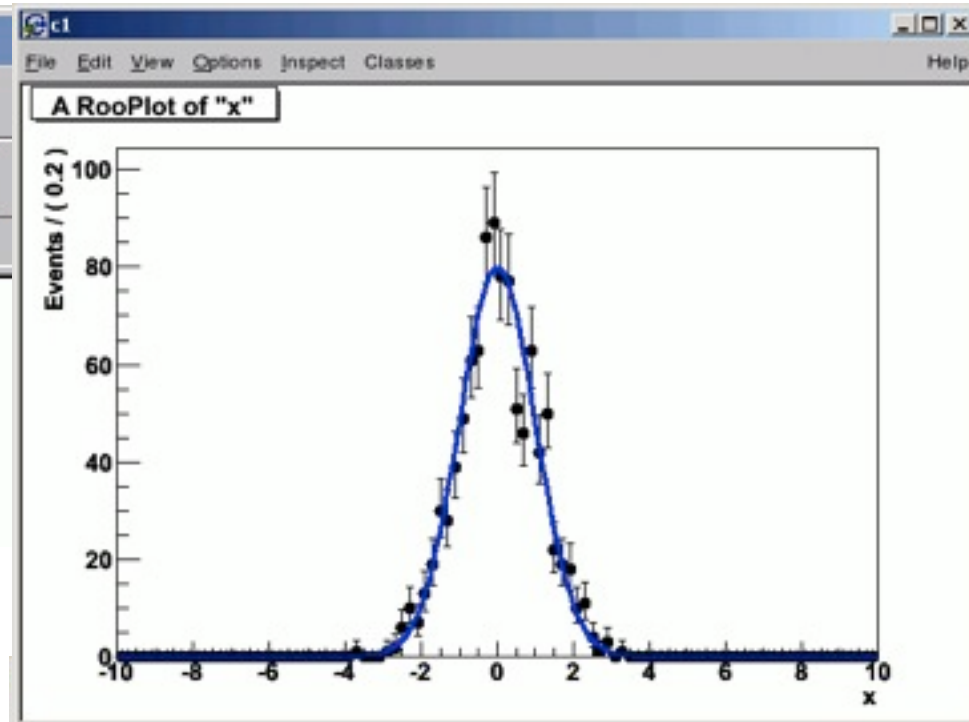 c1
File Edit View Options Inspect Classes Help
A RooPlot of "x"
Events / ( 0.2 )
100
80
60
40
20
0
-10 -8 -6 -4 -2 0 2 4 6 8 10
x